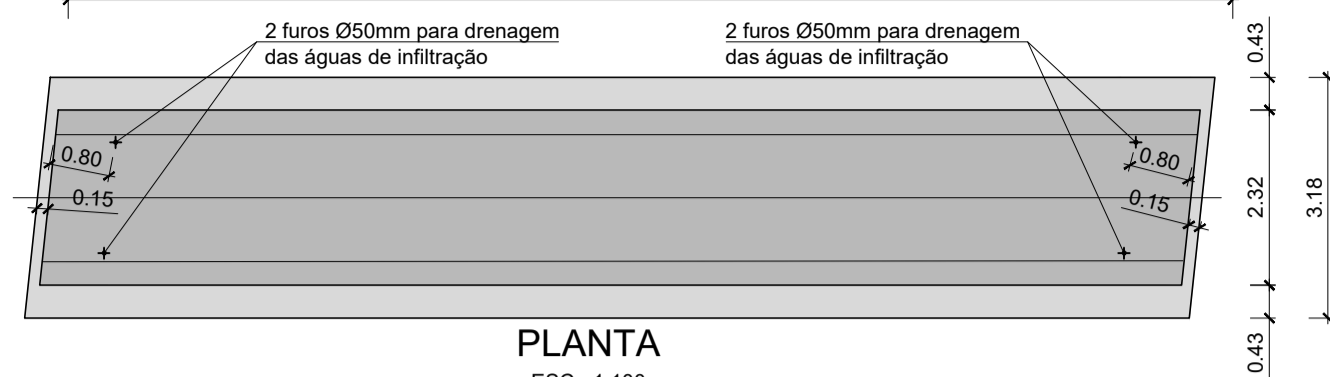 2 furos Ø50mm para drenagem
das águas de infiltração
2 furos Ø50mm para drenagem
das águas de infiltração
0.43
0.80
0.15
0.80
0.15
2.32
3.18
0.43
PLANTA